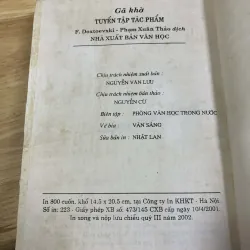 Gã khờ
TUYỂN TẬP TÁC PHẨM
F. Dostoevski - Phạm Xuân Thảo dịch
NHÀ XUẤT BẢN VĂN HỌC
Chịu trách nhiệm xuất bản :
NGUYỄN VĂN LƯU
Chịu trách nhiệm bản thảo :
NGUYỄN CỪ
Biên tập : PHÒNG VĂN HỌC TRONG NƯỚC
Vẽ bìa : VĂN SÁNG
Sửa bản in : NHẬT LAN
In 800 cuốn, khổ 14.5 x 20.5 cm, tại Công ty in KHKT - Hà Nội.
Số in: 223 - Giấy phép XB số: 473/145 CXB cấp ngày 10/4/2001.
In xong và nộp lưu chiểu quý III năm 2002.